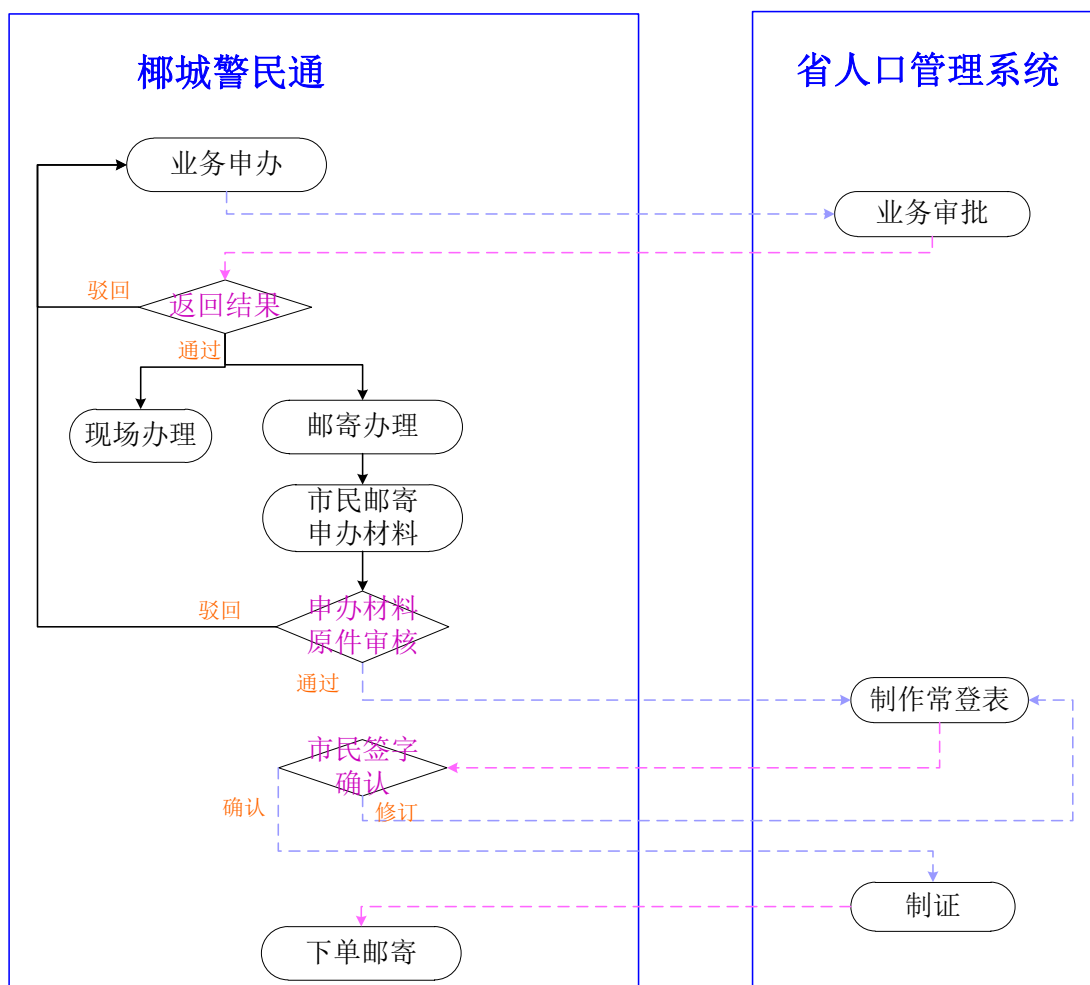 椰城警民通
省人口管理系统
业务申办
业务审批
驳回
返回结果
通过
现场办理
邮寄办理
市民邮寄
申办材料
驳回
申办材料
原件审核
通过
制作常登表
市民签字
确认
确认
修订
制证
下单邮寄